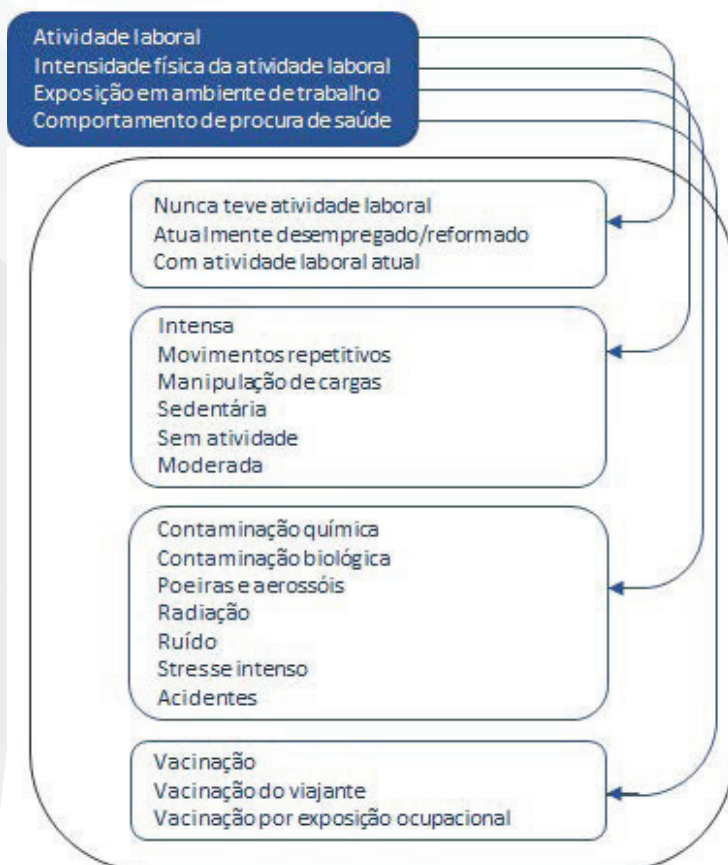 Atividade laboral
Intensidade física da atividade laboral
Exposição em ambiente de trabalho
Comportamento de procura de saúde
Nunca teve atividade laboral
Atualmente desempregado/reformado
Com atividade laboral atual
Intensa
Movimentos repetitivos
Manipulação de cargas
Sedentária
Sem atividade
Moderada
Contaminação química
Contaminação biológica
Poeiras e aerossóis
Radiação
Ruído
Stresse intenso
Acidentes
Vacinação
Vacinação do viajante
Vacinação por exposição ocupacional